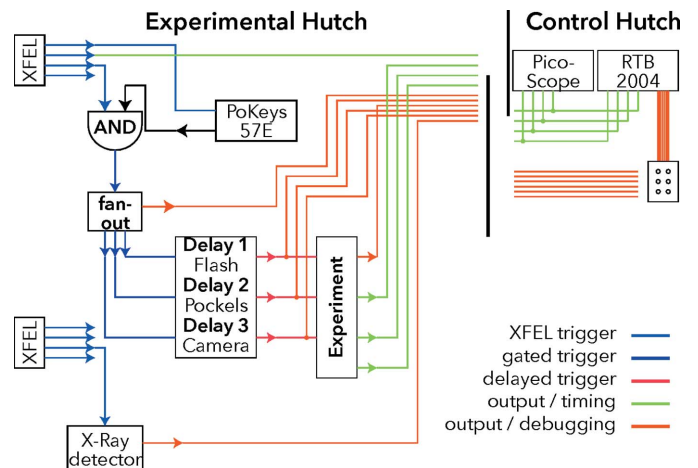 Experimental Hutch
Control Hutch
XFEL
Pico-
Scope
RTB
2004
AND
PoKeys
57E
fan-
out
Delay 1
Flash
Delay 2
Pockels
Delay 3
Camera
Experiment
XFEL
X-Ray
detector
XFEL trigger
gated trigger
delayed trigger
output / timing
output / debugging